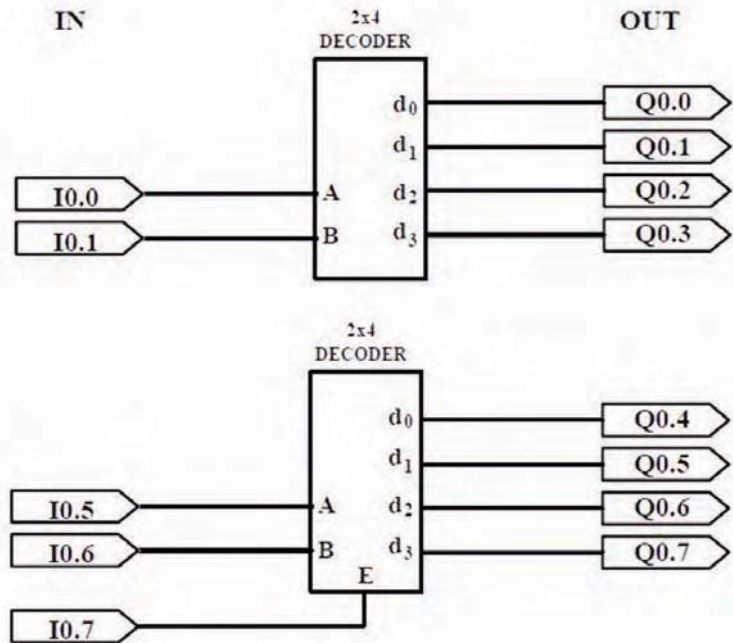 IN
OUT
2x4
DECODER
d0
Q0.0
d1
Q0.1
I0.0
A
d2
Q0.2
I0.1
B
d3
Q0.3
2x4
DECODER
d0
Q0.4
d1
Q0.5
I0.5
A
d2
Q0.6
I0.6
B
d3
Q0.7
E
I0.7